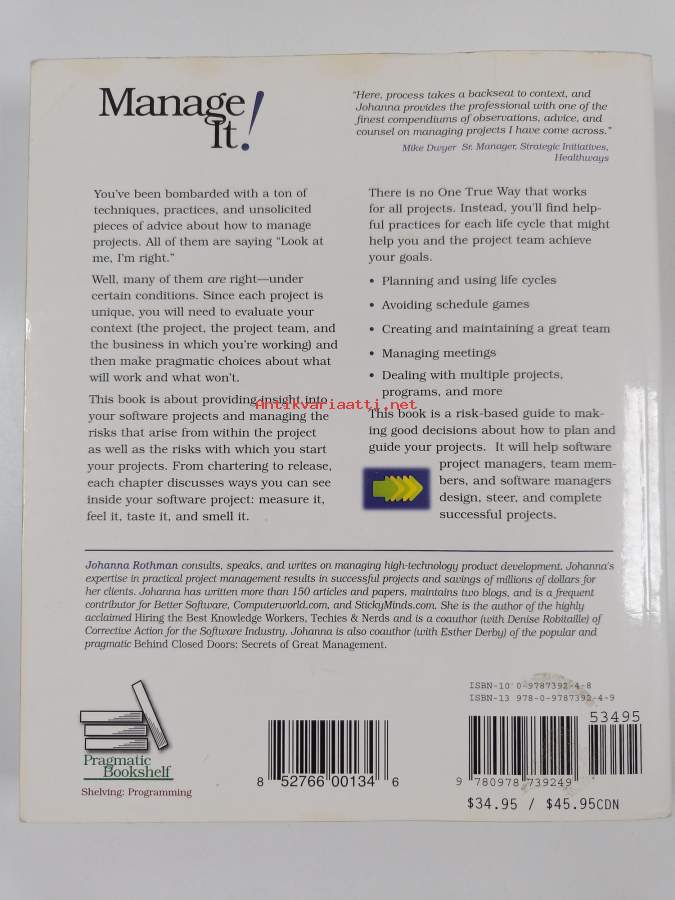 Manage
It!
"Here, process takes a backseat to context, and
Johanna provides the professional with one of the
finest compendiums of observations, advice, and
counsel on managing projects I have come across."
Mike Dwyer Sr. Manager, Strategic Initiatives,
Healthways
You've been bombarded with a ton of
techniques, practices, and unsolicited
pieces of advice about how to manage
projects. All of them are saying "Look at
me, I'm right."
Well, many of them are right—under
certain conditions. Since each project is
unique, you will need to evaluate your
context (the project, the project team, and
the business in which you're working) and
then make pragmatic choices about what
will work and what won't.
This book is about providing insight into
your software projects and managing the
risks that arise from within the project
as well as the risks with which you start
your projects. From chartering to release,
each chapter discusses ways you can see
inside your software project: measure it,
feel it, taste it, and smell it.
There is no One True Way that works
for all projects. Instead, you'll find help-
ful practices for each life cycle that might
help you and the project team achieve
your goals.
• Planning and using life cycles
• Avoiding schedule games
• Creating and maintaining a great team
• Managing meetings
• Dealing with multiple projects,
programs, and more
This book is a risk-based guide to mak-
ing good decisions about how to plan and
guide your projects. It will help software
project managers, team mem-
bers, and software managers
design, steer, and complete
successful projects.
Antikvariaatti.net
Johanna Rothman consults, speaks, and writes on managing high-technology product development. Johanna's
expertise in practical project management results in successful projects and savings of millions of dollars for
her clients. Johanna has written more than 150 articles and papers, maintains two blogs, and is a frequent
contributor for Better Software, Computerworld.com, and StickyMinds.com. She is the author of the highly
acclaimed Hiring the Best Knowledge Workers, Techies & Nerds and is a coauthor (with Denise Robitaille) of
Corrective Action for the Software Industry. Johanna is also coauthor (with Esther Derby) of the popular and
pragmatic Behind Closed Doors: Secrets of Great Management.
Pragmatic
Bookshelf
Shelving: Programming
8 52766 00134 6
ISBN-10 0-9787392-4-8
ISBN-13 978-0-9787392-4-9
53495
9 780978 739249
$34.95 / $45.95CDN